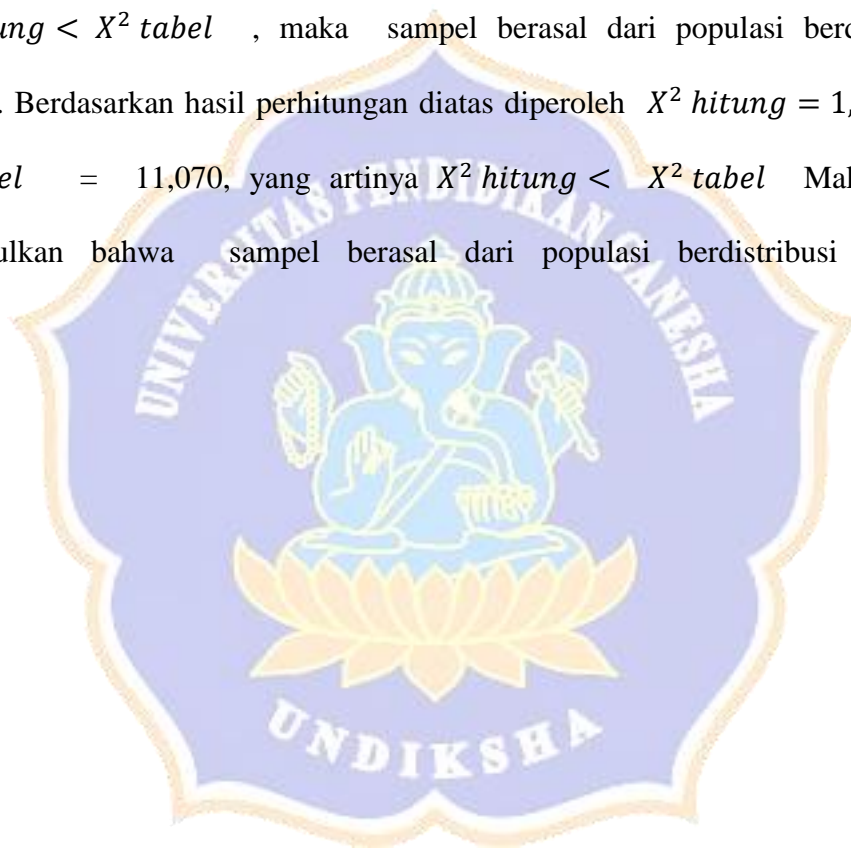 ung < X² tabel , maka sampel berasal dari populasi berd
. Berdasarkan hasil perhitungan diatas diperoleh X² hitung = 1,
el = 11,070, yang artinya X² hitung < X² tabel Mal
ulkan bahwa sampel berasal dari populasi berdistribusi
UNIVERSITAS PENDIDIKAN GANESHA
UNDIKSHA